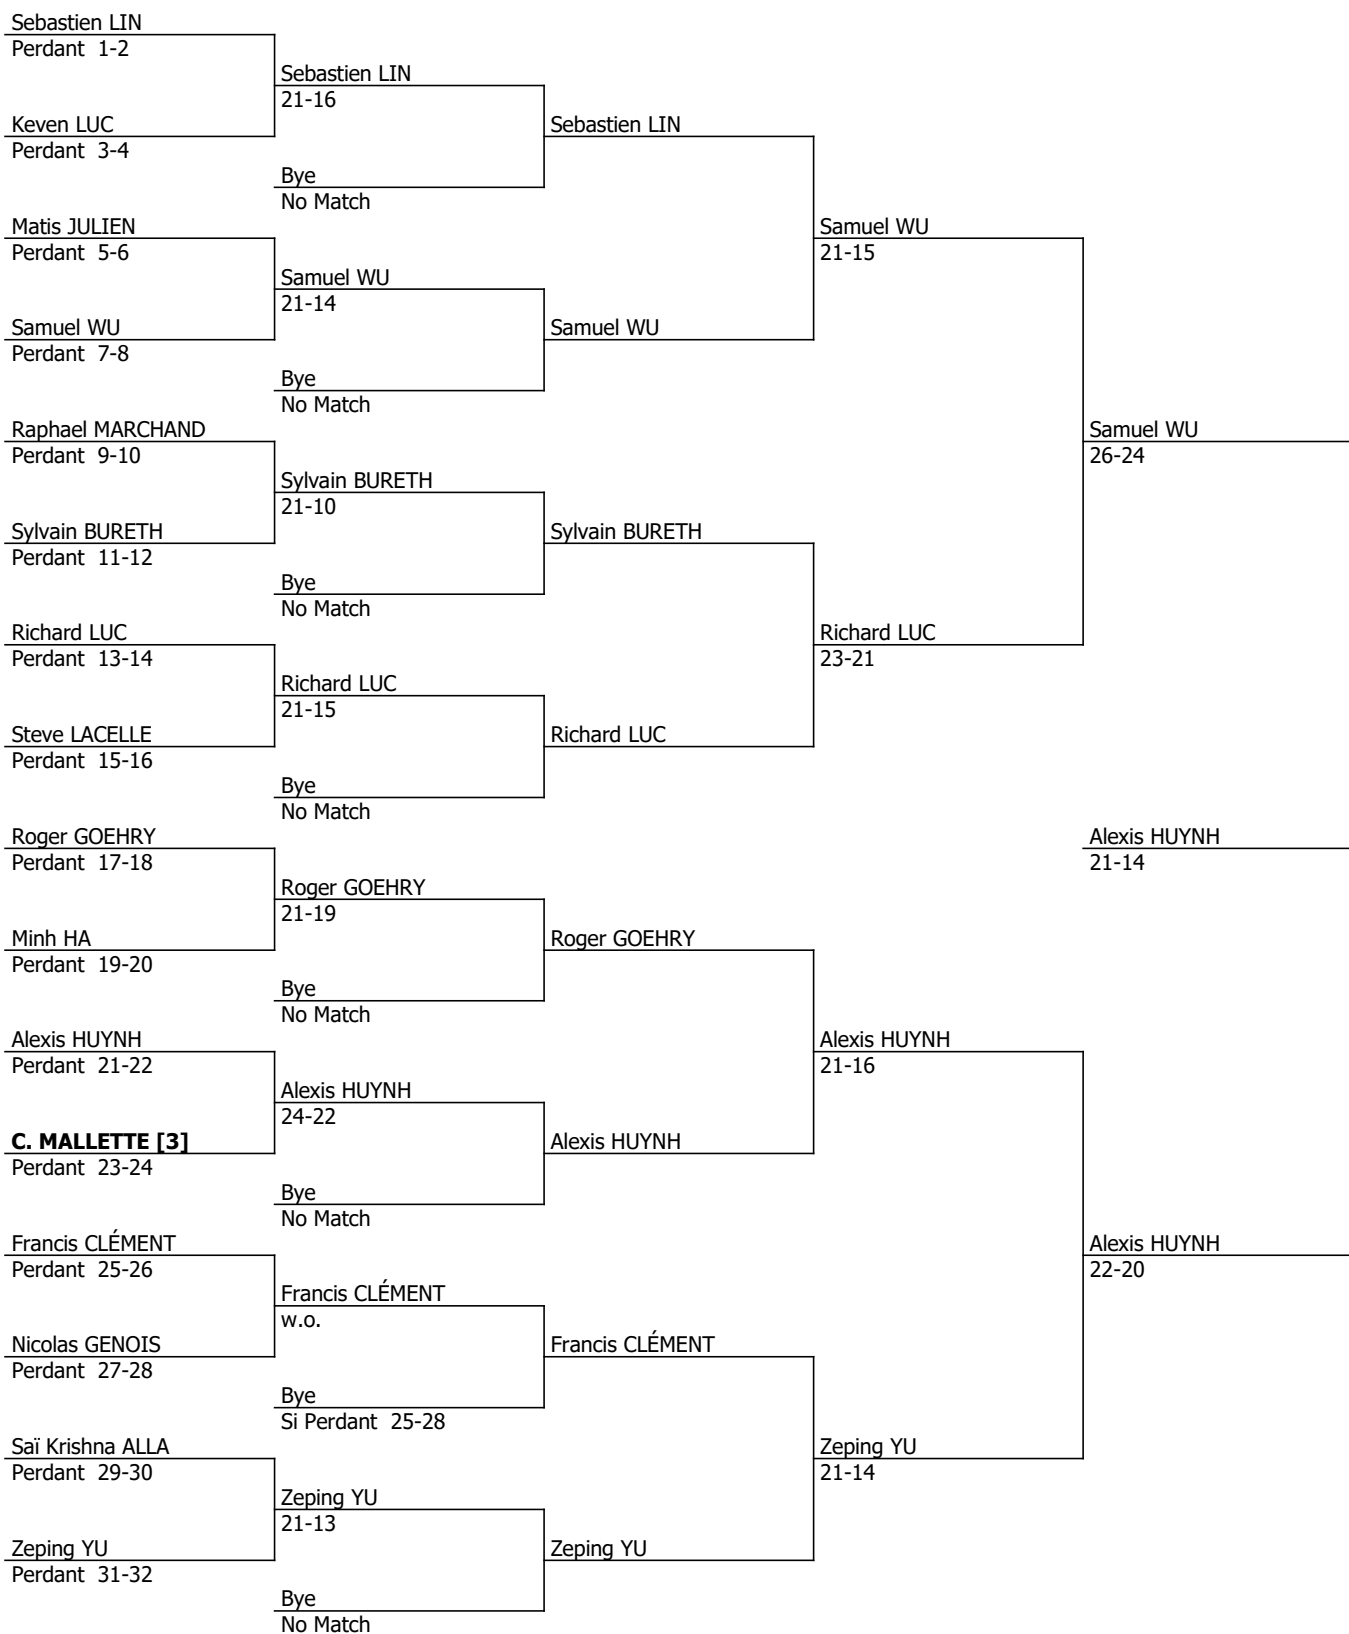 Sebastien LIN
Perdant 1-2
Sebastien LIN
21-16
Keven LUC
Perdant 3-4
Sebastien LIN
Bye
No Match
Matis JULIEN
Perdant 5-6
Samuel WU
21-15
Samuel WU
21-14
Samuel WU
Perdant 7-8
Samuel WU
Bye
No Match
Raphael MARCHAND
Perdant 9-10
Samuel WU
26-24
Sylvain BURETH
21-10
Sylvain BURETH
Perdant 11-12
Sylvain BURETH
Bye
No Match
Richard LUC
Perdant 13-14
Richard LUC
23-21
Richard LUC
21-15
Steve LACELLE
Perdant 15-16
Richard LUC
Bye
No Match
Roger GOEHRY
Perdant 17-18
Alexis HUYNH
21-14
Roger GOEHRY
21-19
Minh HA
Perdant 19-20
Roger GOEHRY
Bye
No Match
Alexis HUYNH
Perdant 21-22
Alexis HUYNH
21-16
Alexis HUYNH
24-22
C. MALLETTE [3]
Perdant 23-24
Alexis HUYNH
Bye
No Match
Francis CLÉMENT
Perdant 25-26
Alexis HUYNH
22-20
Francis CLÉMENT
w.o.
Nicolas GENOIS
Perdant 27-28
Francis CLÉMENT
Bye
Si Perdant 25-28
Saï Krishna ALLA
Perdant 29-30
Zeping YU
21-14
Zeping YU
21-13
Zeping YU
Perdant 31-32
Zeping YU
Bye
No Match